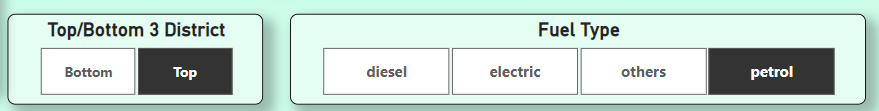 Top/Bottom 3 District
Bottom Top
Fuel Type
diesel electric others petrol